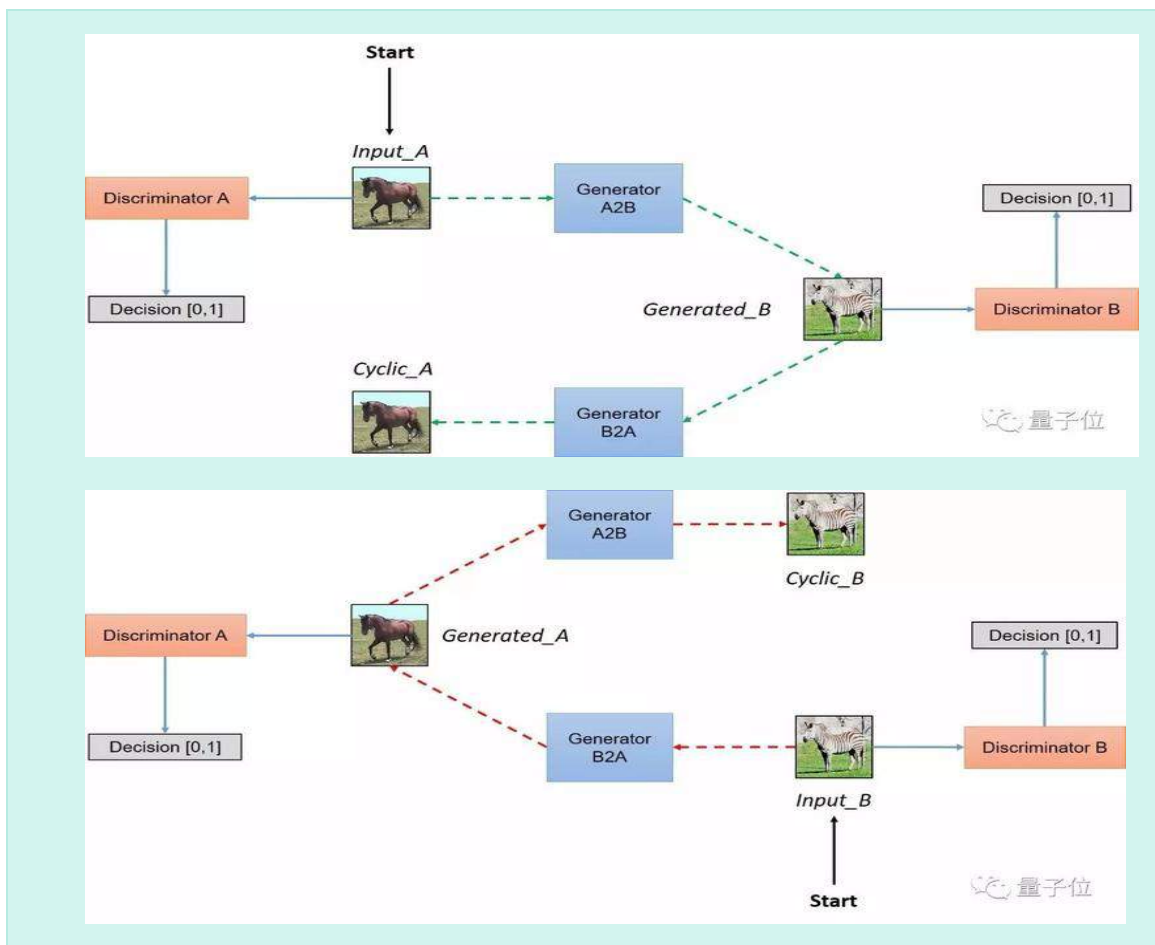 Start
Input_A
Discriminator A
Generator
A2B
Decision [0,1]
Decision [0,1]
Generated_B
Discriminator B
Cyclic_A
Generator
B2A
量子位
Generator
A2B
Cyclic_B
Discriminator A
Generated_A
Decision [0,1]
Decision [0,1]
Generator
B2A
Discriminator B
Input_B
Start
量子位